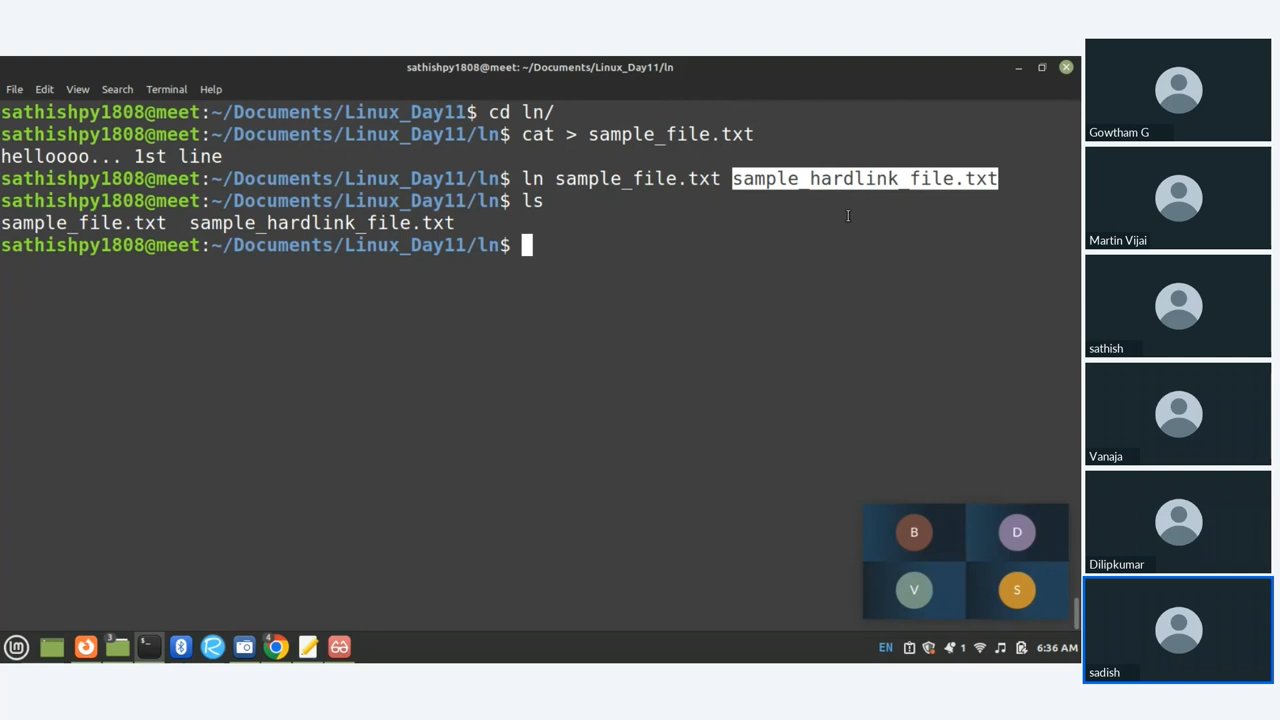 sathishpy1808@meet: ~/Documents/Linux_Day11/ln
File Edit View Search Terminal Help
sathishpy1808@meet:~/Documents/Linux_Day11$ cd ln/
sathishpy1808@meet:~/Documents/Linux_Day11/ln$ cat > sample_file.txt
helloooo... 1st line
sathishpy1808@meet:~/Documents/Linux_Day11/ln$ ln sample_file.txt sample_hardlink_file.txt
sathishpy1808@meet:~/Documents/Linux_Day11/ln$ ls
sample_file.txt  sample_hardlink_file.txt
sathishpy1808@meet:~/Documents/Linux_Day11/ln$
B D
V S
3
4
EN 1 6:36 AM
Gowtham G
Martin Vijai
sathish
Vanaja
Dilipkumar
sadish